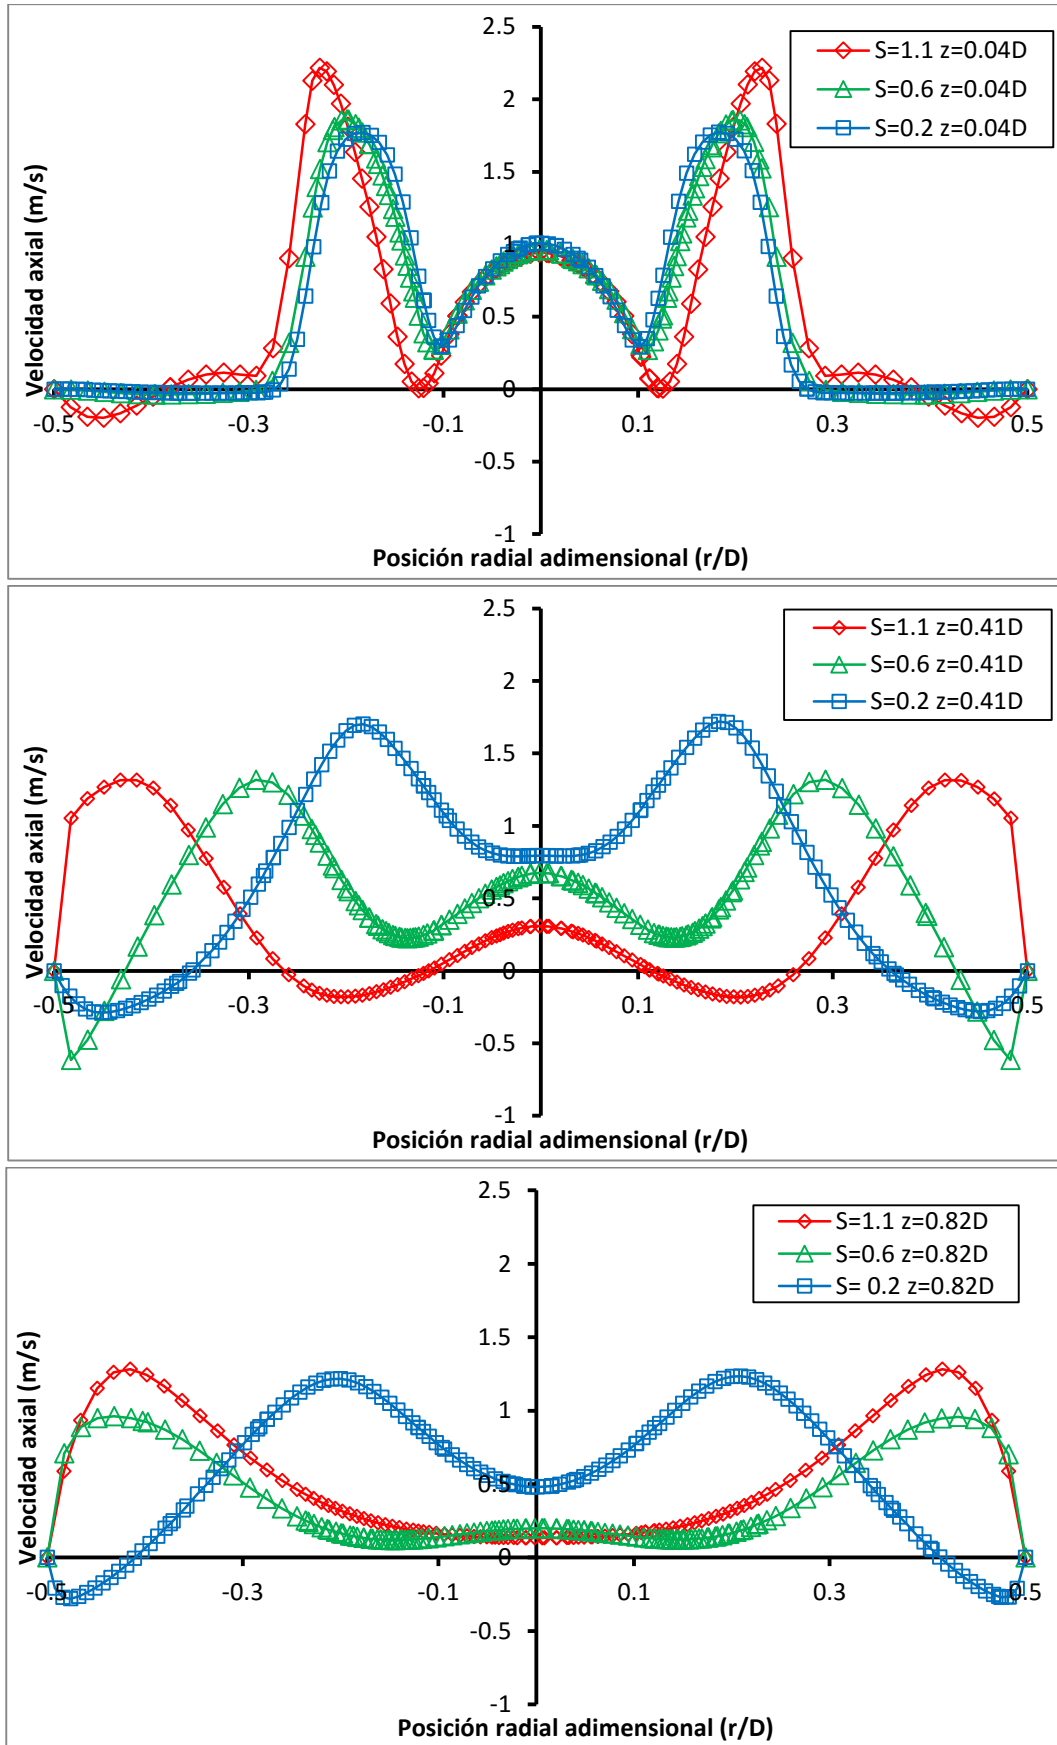 2.5
S=1.1 z=0.04D
S=0.6 z=0.04D
S=0.2 z=0.04D
2
1.5
1
0.5
0
-0.5
-1
-0.5
-0.3
-0.1
0.1
0.3
0.5
Velocidad axial (m/s)
Posición radial adimensional (r/D)
2.5
S=1.1 z=0.41D
S=0.6 z=0.41D
S=0.2 z=0.41D
2
1.5
1
0.5
0
-0.5
-1
-0.5
-0.3
-0.1
0.1
0.3
0.5
Velocidad axial (m/s)
Posición radial adimensional (r/D)
2.5
S=1.1 z=0.82D
S=0.6 z=0.82D
S= 0.2 z=0.82D
2
1.5
1
0.5
0
-0.5
-1
-0.5
-0.3
-0.1
0.1
0.3
0.5
Velocidad axial (m/s)
Posición radial adimensional (r/D)